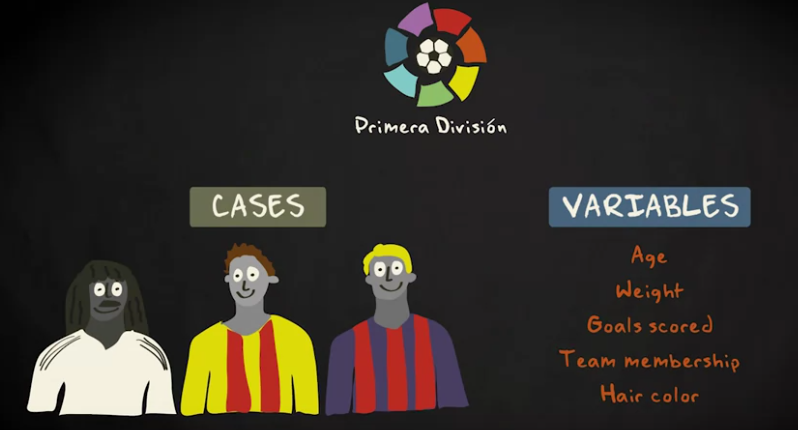 Primera División
CASES
VARIABLES
Age
Weight
Goals scored
Team membership
Hair color